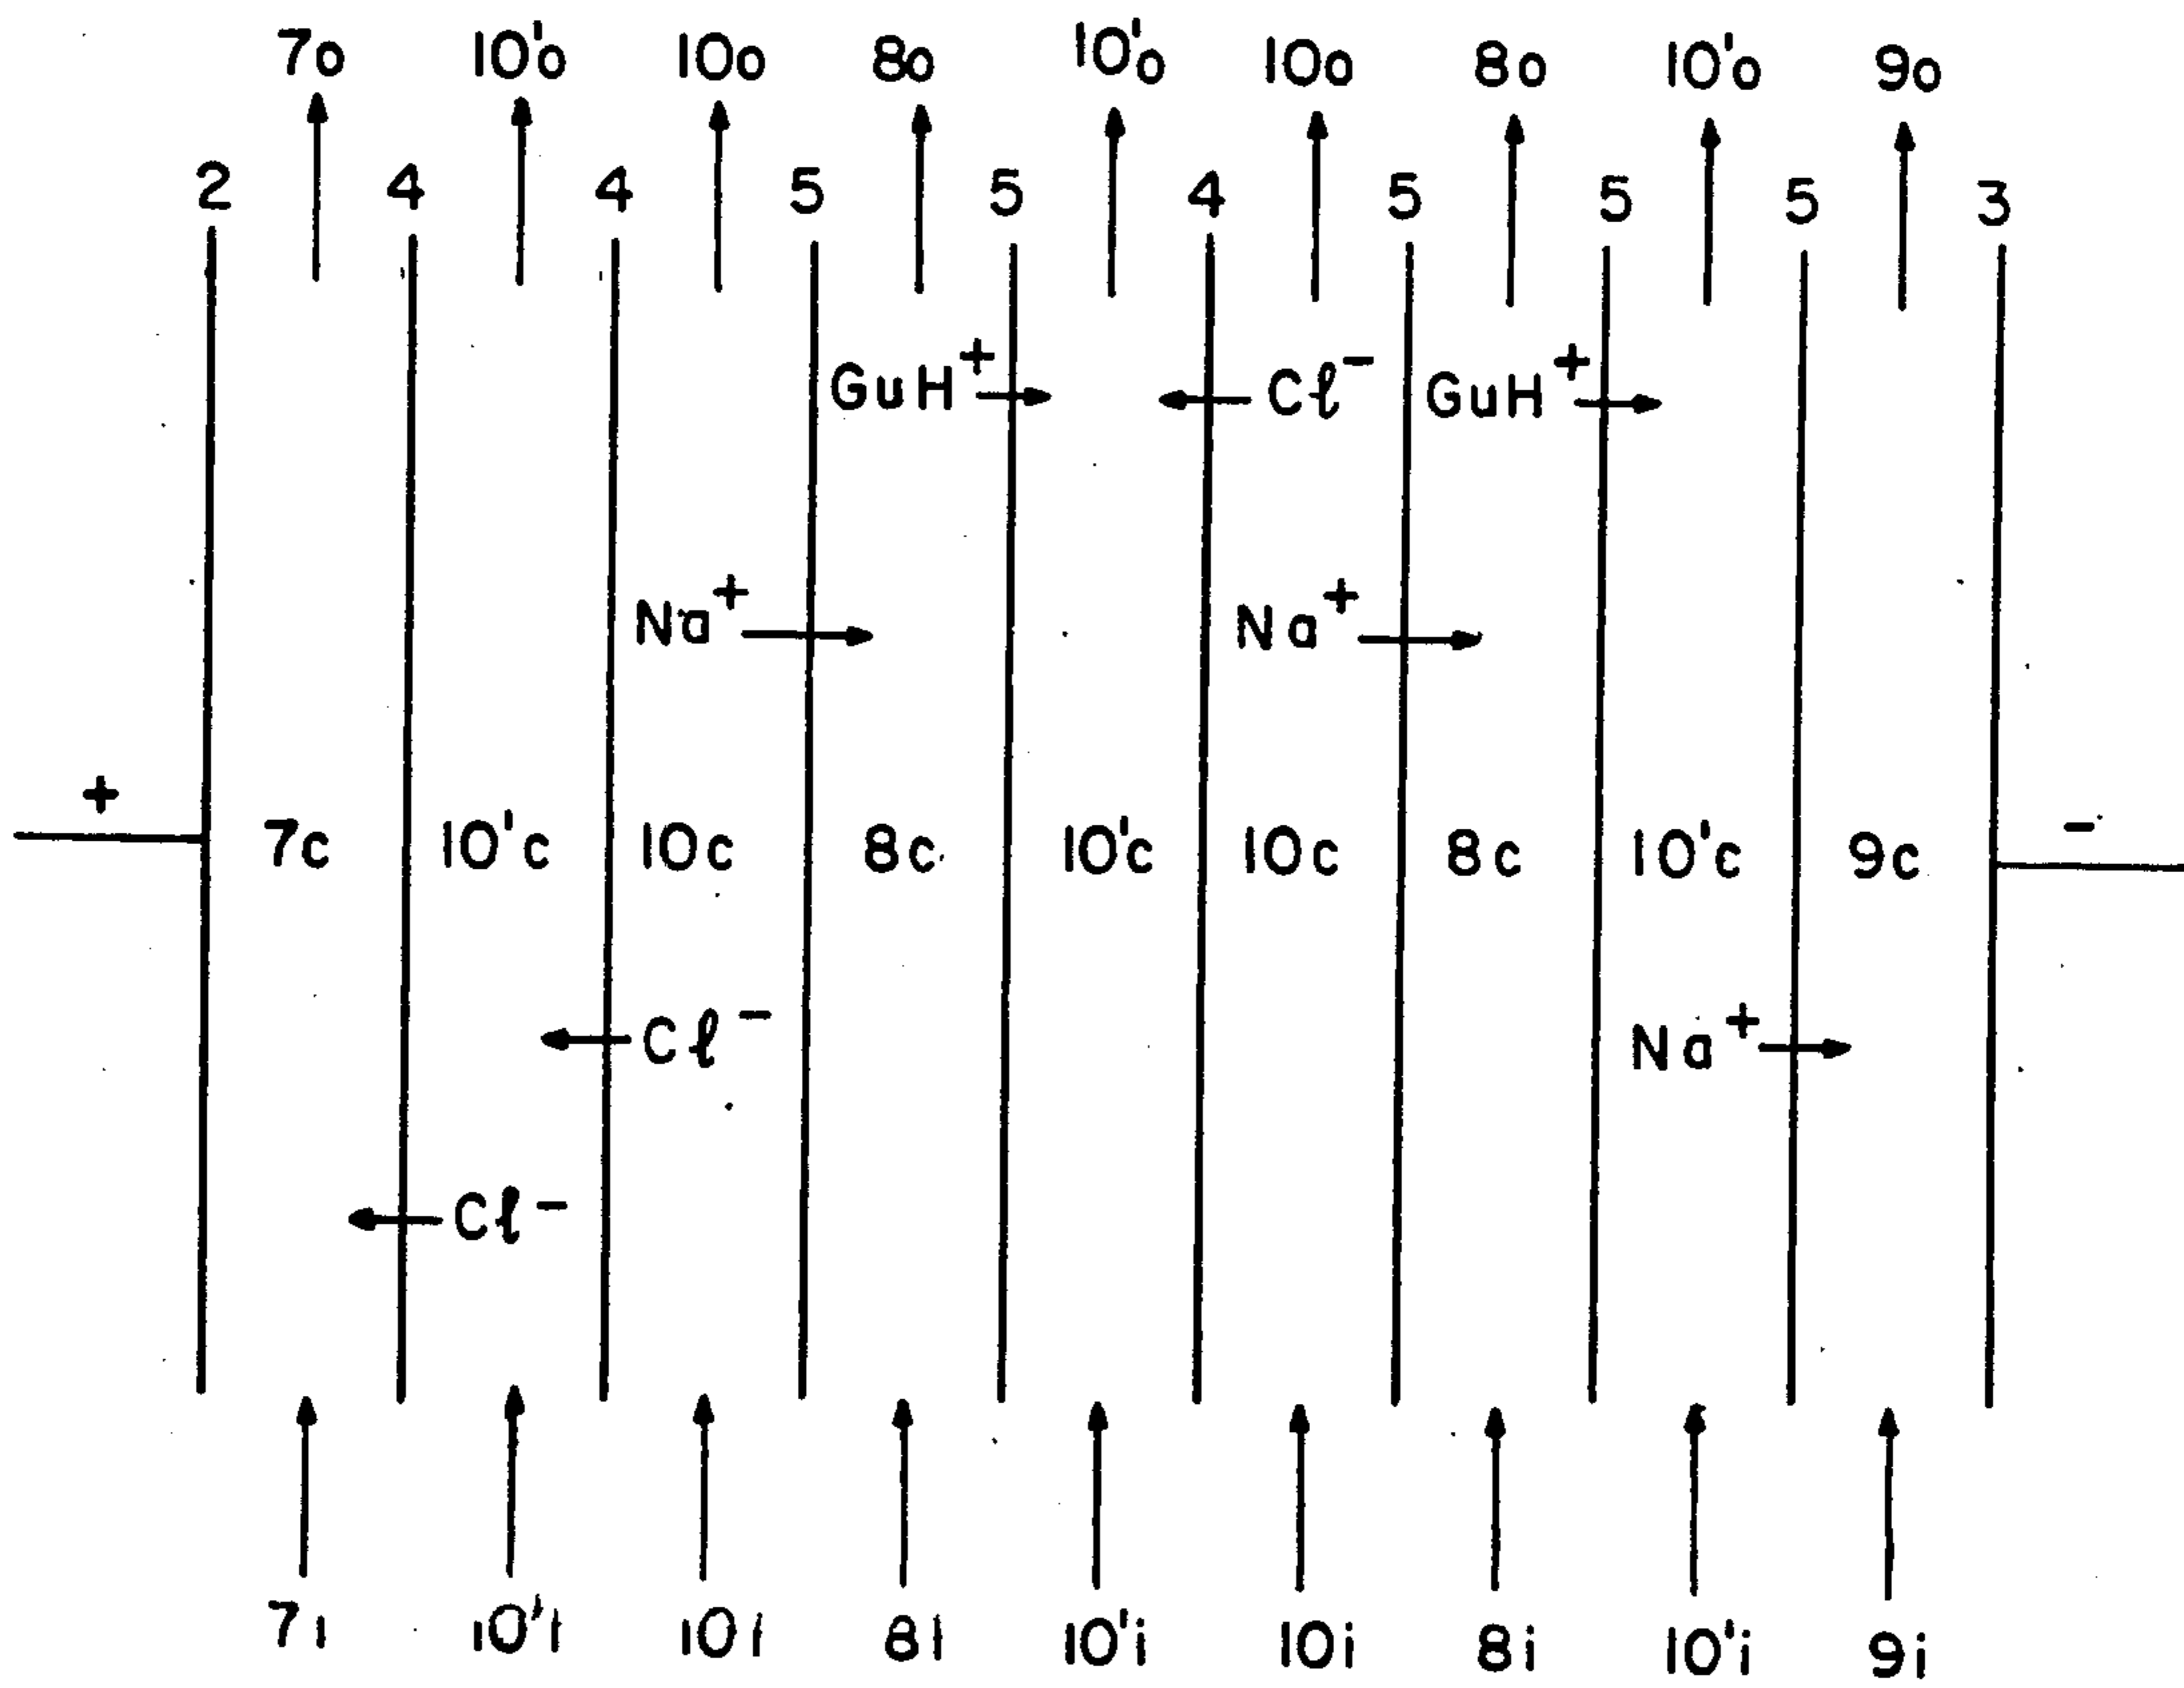 7o 10'o 10o 8o 10'o 10o 8o 10'o 9o
2 4 4 5 5 4 5 5 5 3
GuH+ Cℓ- GuH+
Na+ Na+
+ -
7c 10'c 10c 8c 10'c 10c 8c 10'c 9c
Cℓ- Na+
Cℓ-
7i 10'i 10i 8i 10'i 10i 8i 10'i 9i